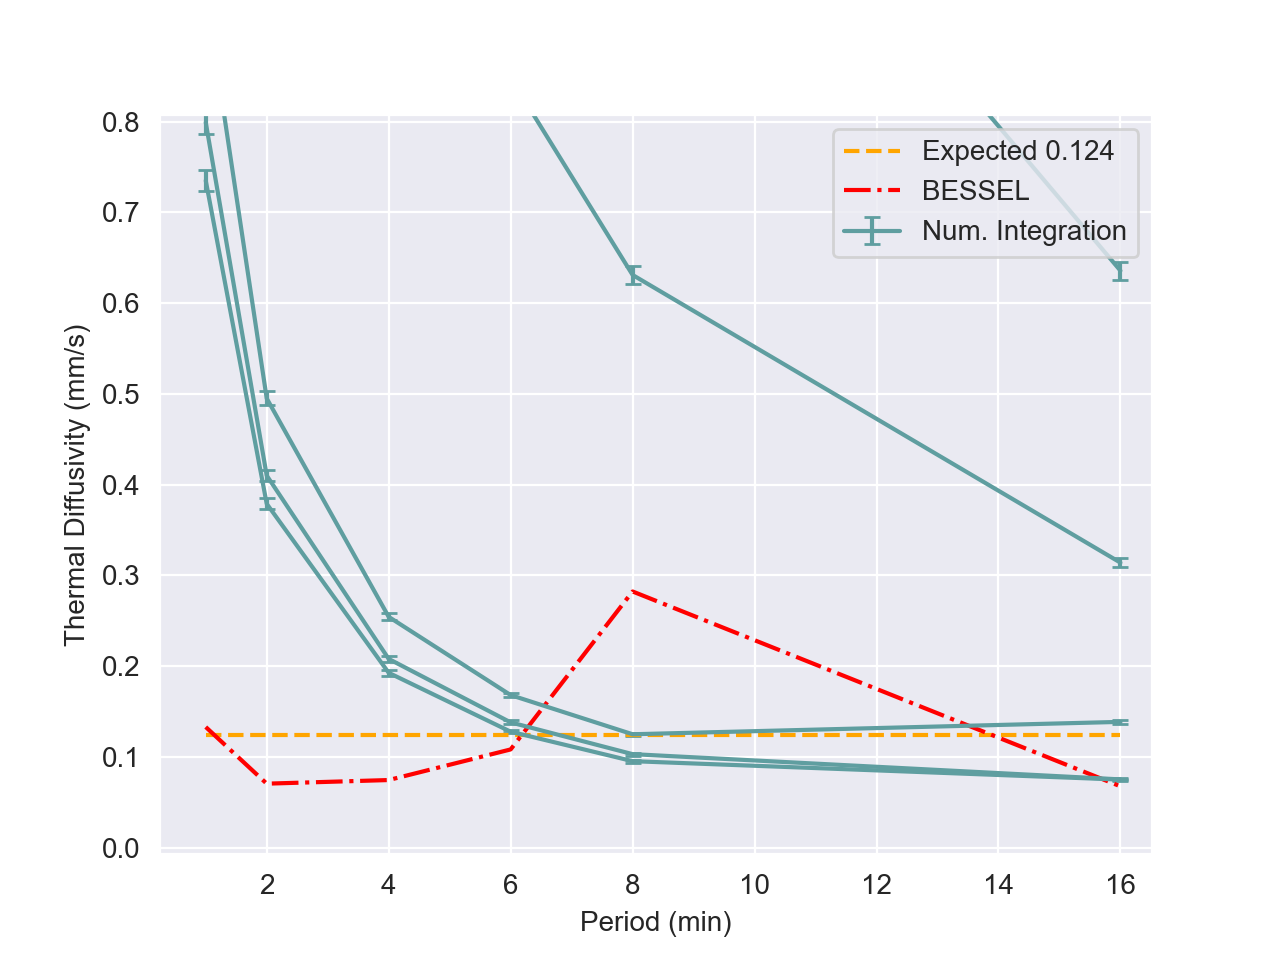 0.8
0.7
0.6
0.5
0.4
0.3
0.2
0.1
0.0
Thermal Diffusivity (mm/s)
Expected 0.124
BESSEL
Num. Integration
2 4 6 8 10 12 14 16
Period (min)